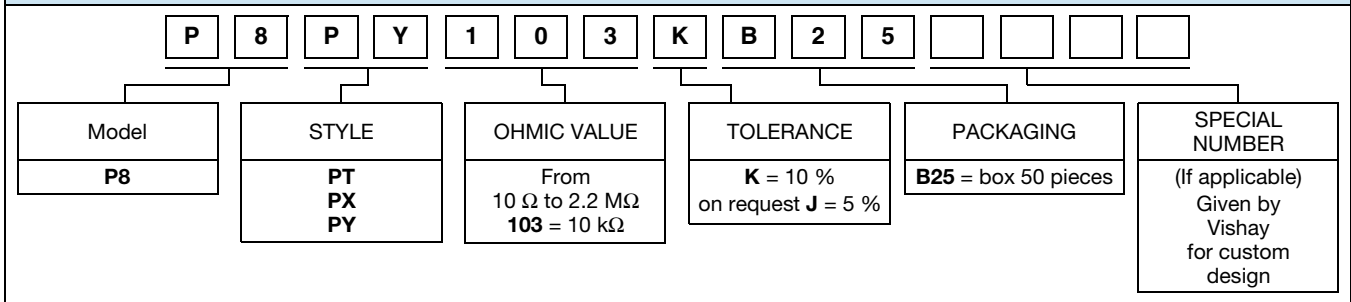 P 8 P Y 1 0 3 K B 2 5
Model
P8
STYLE
PT
PX
PY
OHMIC VALUE
From
10 Ω to 2.2 MΩ
103 = 10 kΩ
TOLERANCE
K = 10 %
on request J = 5 %
PACKAGING
B25 = box 50 pieces
SPECIAL
NUMBER
(If applicable)
Given by
Vishay
for custom
design